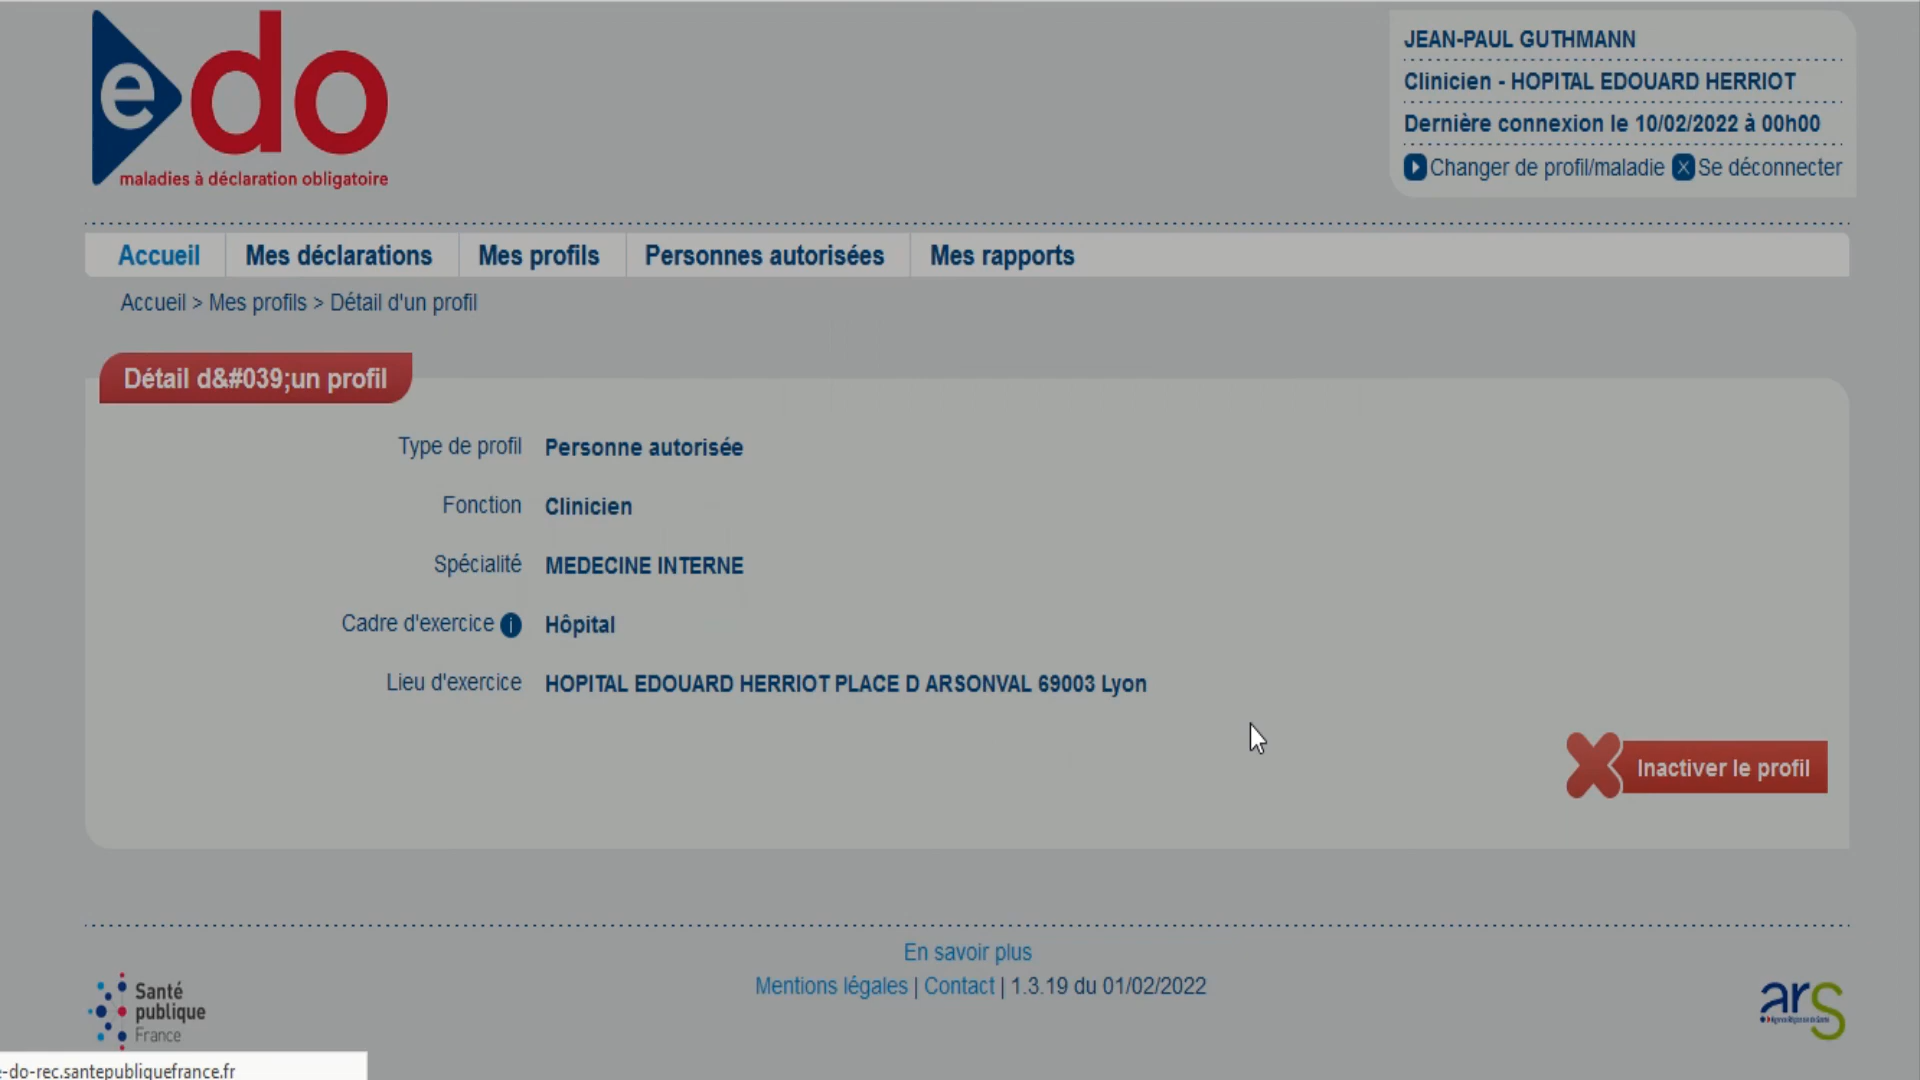 e do
maladies à déclaration obligatoire
JEAN-PAUL GUTHMANN
Clinicien - HOPITAL EDOUARD HERRIOT
Dernière connexion le 10/02/2022 à 00h00
Changer de profil/maladie X Se déconnecter
Accueil Mes déclarations Mes profils Personnes autorisées Mes rapports
Accueil > Mes profils > Détail d'un profil
Détail d&#039;un profil
Type de profil Personne autorisée
Fonction Clinicien
Spécialité MEDECINE INTERNE
Cadre d'exercice i Hôpital
Lieu d'exercice HOPITAL EDOUARD HERRIOT PLACE D ARSONVAL 69003 Lyon
Inactiver le profil
En savoir plus
Mentions légales | Contact | 1.3.19 du 01/02/2022
Santé
publique
France
ars
-do-rec.santepubliquefrance.fr